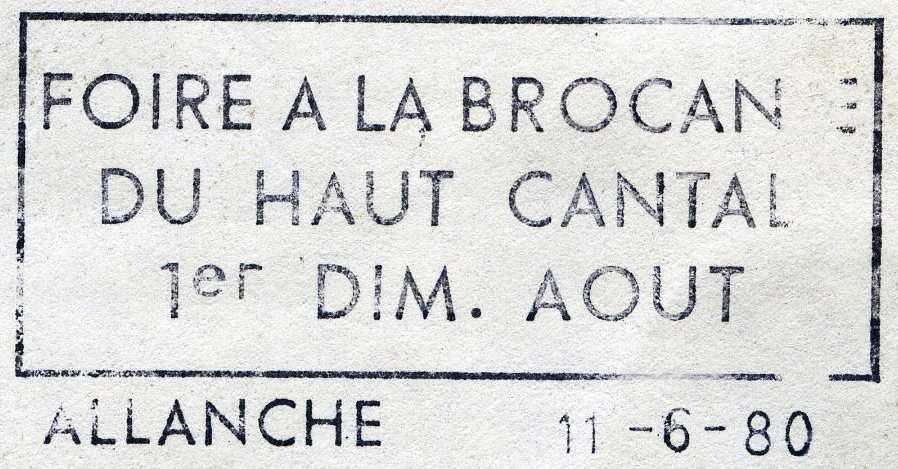 FOIRE A LA BROCAN E
DU HAUT CANTAL
1er DIM. AOUT
ALLANCHE 11-6-80